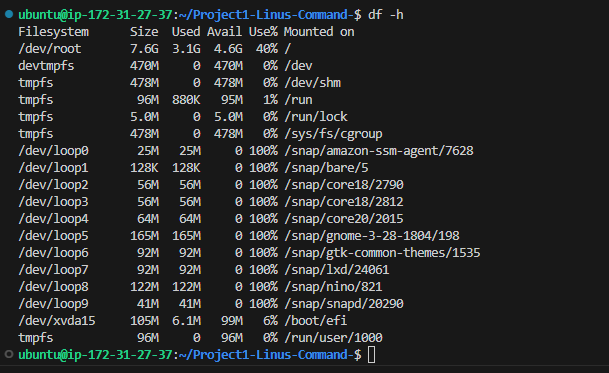 ubuntu@ip-172-31-27-37:~/Project1-Linus-Command-$ df -h
Filesystem Size Used Avail Use% Mounted on
/dev/root 7.6G 3.1G 4.6G 40% /
devtmpfs 470M 0 470M 0% /dev
tmpfs 478M 0 478M 0% /dev/shm
tmpfs 96M 880K 95M 1% /run
tmpfs 5.0M 0 5.0M 0% /run/lock
tmpfs 478M 0 478M 0% /sys/fs/cgroup
/dev/loop0 25M 25M 0 100% /snap/amazon-ssm-agent/7628
/dev/loop1 128K 128K 0 100% /snap/bare/5
/dev/loop2 56M 56M 0 100% /snap/core18/2790
/dev/loop3 56M 56M 0 100% /snap/core18/2812
/dev/loop4 64M 64M 0 100% /snap/core20/2015
/dev/loop5 165M 165M 0 100% /snap/gnome-3-28-1804/198
/dev/loop6 92M 92M 0 100% /snap/gtk-common-themes/1535
/dev/loop7 92M 92M 0 100% /snap/lxd/24061
/dev/loop8 122M 122M 0 100% /snap/nino/821
/dev/loop9 41M 41M 0 100% /snap/snapd/20290
/dev/xvda15 105M 6.1M 99M 6% /boot/efi
tmpfs 96M 0 96M 0% /run/user/1000
ubuntu@ip-172-31-27-37:~/Project1-Linus-Command-$